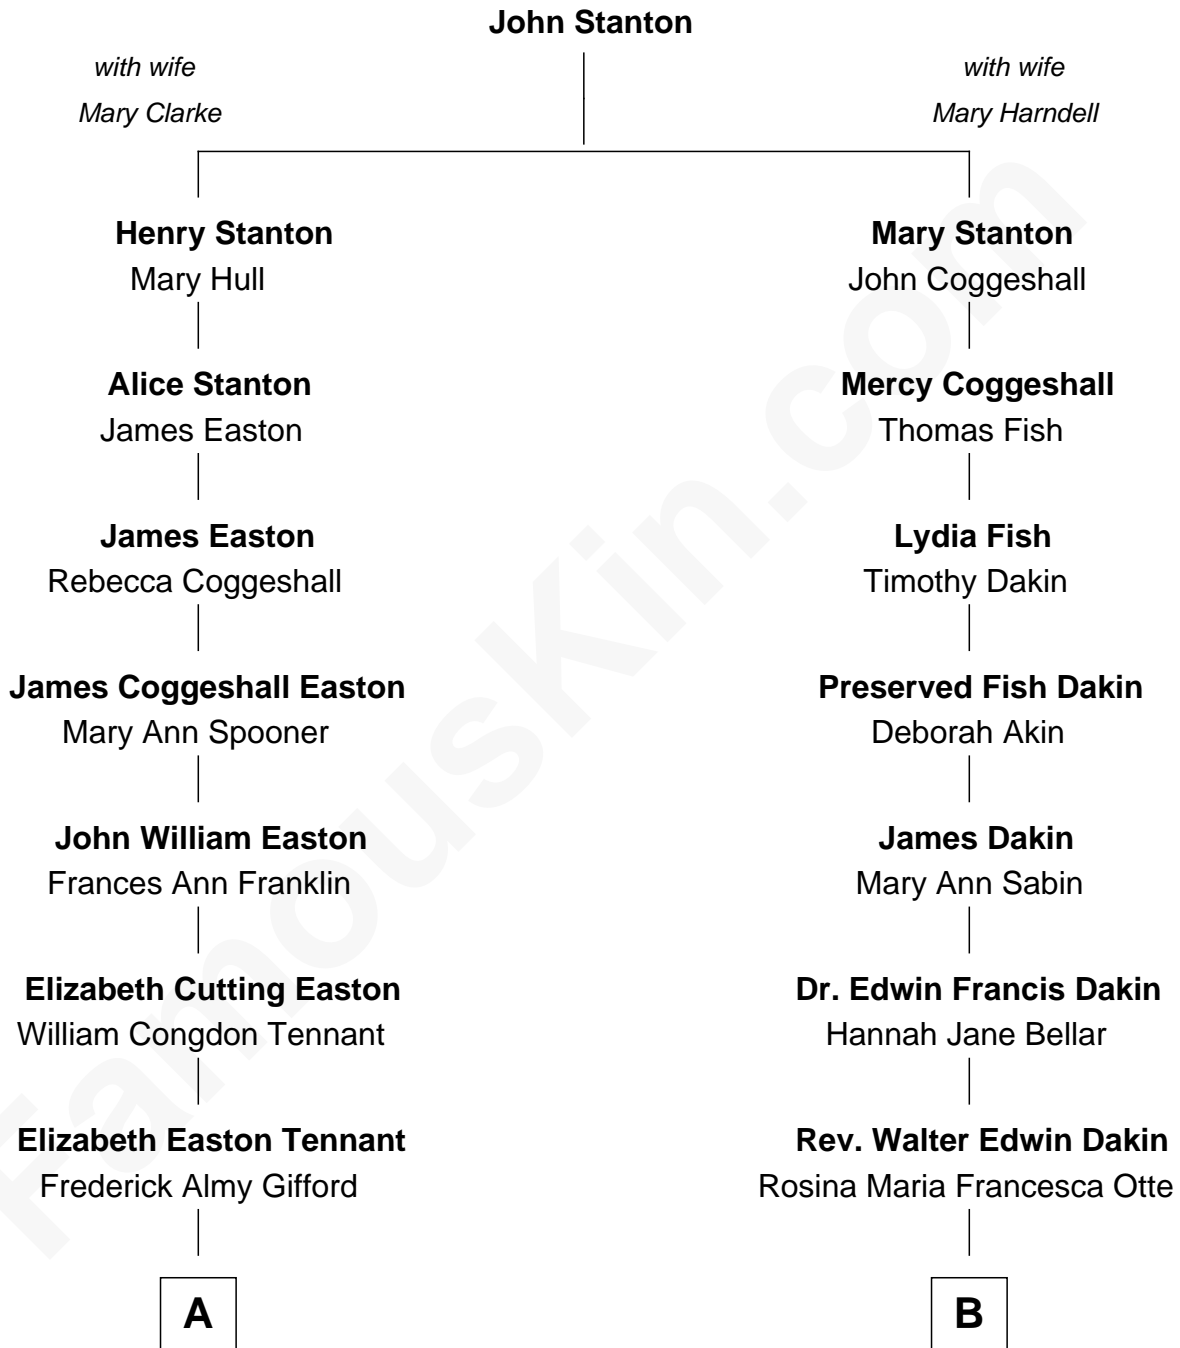 John Stanton
with wife
Mary Clarke
with wife
Mary Harndell
Henry Stanton
Mary Hull
Mary Stanton
John Coggeshall
Alice Stanton
James Easton
Mercy Coggeshall
Thomas Fish
James Easton
Rebecca Coggeshall
Lydia Fish
Timothy Dakin
James Coggeshall Easton
Mary Ann Spooner
Preserved Fish Dakin
Deborah Akin
John William Easton
Frances Ann Franklin
James Dakin
Mary Ann Sabin
Elizabeth Cutting Easton
William Congdon Tennant
Dr. Edwin Francis Dakin
Hannah Jane Bellar
Elizabeth Easton Tennant
Frederick Almy Gifford
Rev. Walter Edwin Dakin
Rosina Maria Francesca Otte
A
B
FamousKin.com